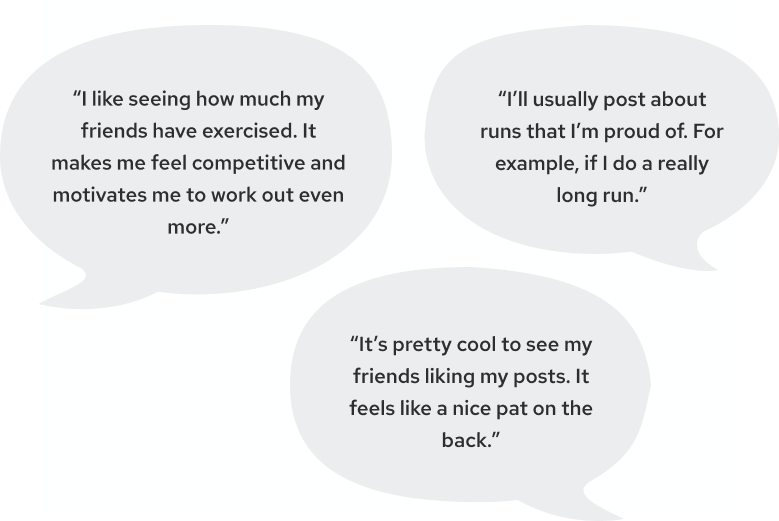 “I like seeing how much my
friends have exercised. It
makes me feel competitive and
motivates me to work out even
more.”
“I’ll usually post about
runs that I’m proud of. For
example, if I do a really
long run.”
“It’s pretty cool to see my
friends liking my posts. It
feels like a nice pat on the
back.”